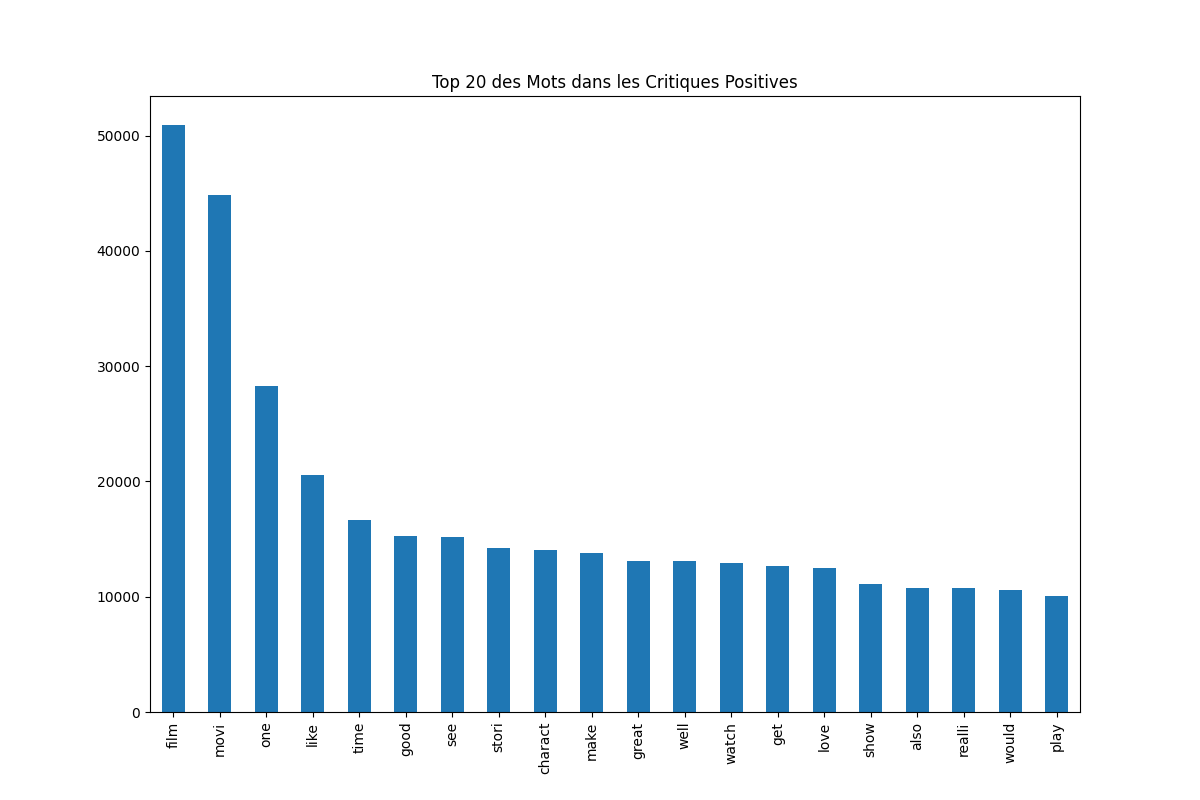 Top 20 des Mots dans les Critiques Positives
50000
40000
30000
20000
10000
0
film
movi
one
like
time
good
see
stori
charact
make
great
well
watch
get
love
show
also
realli
would
play